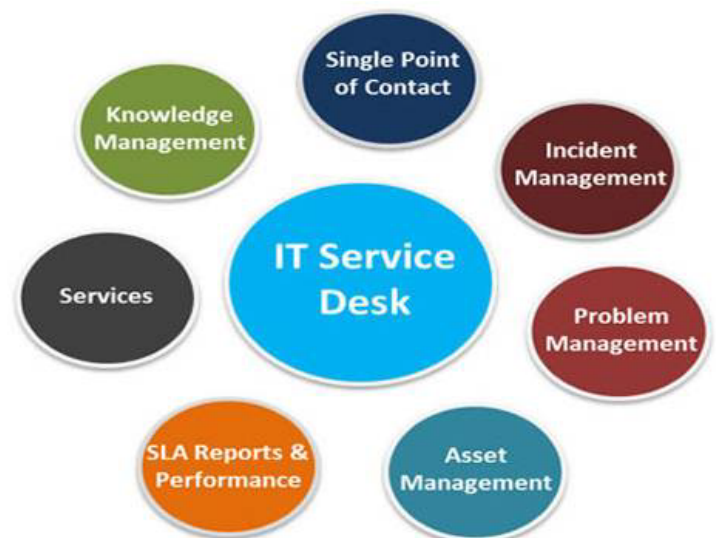 Single Point
of Contact
Knowledge
Management
Incident
Management
IT Service
Desk
Services
Problem
Management
SLA Reports &
Performance
Asset
Management